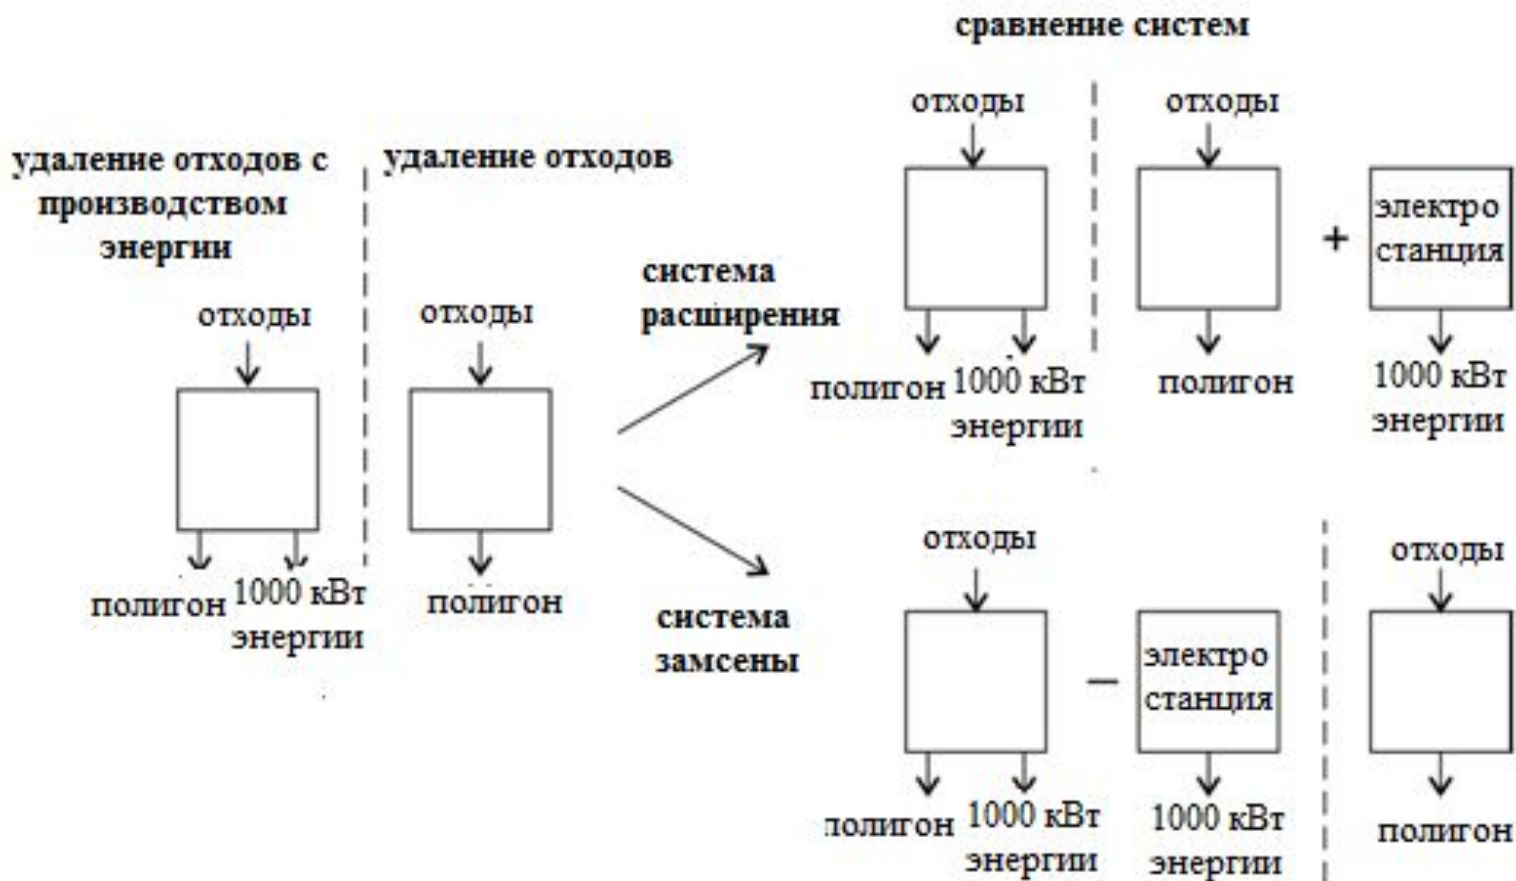 сравнение систем
удаление отходов с
производством
энергии
отходы
полигон
1000 кВт
энергии
удаление отходов
отходы
полигон
система
расширения
отходы
полигон
1000 кВт
энергии
отходы
полигон
+
электро
станция
1000 кВт
энергии
система
замсены
отходы
полигон
1000 кВт
энергии
—
электро
станция
1000 кВт
энергии
отходы
полигон